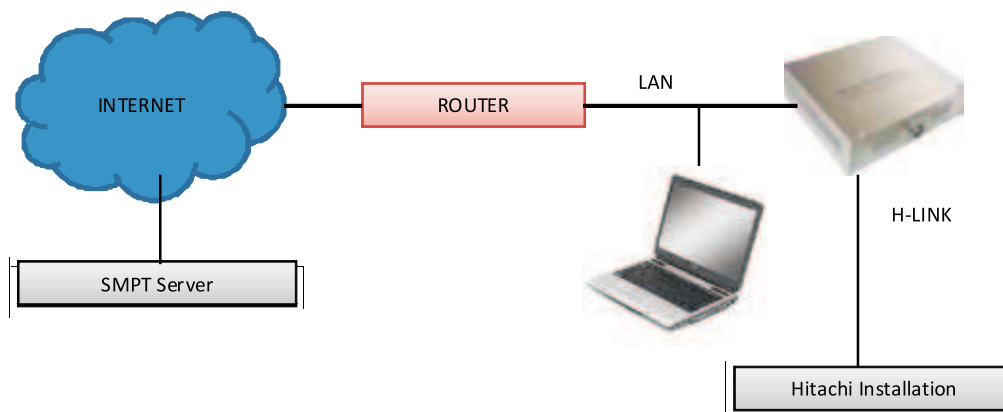 INTERNET
ROUTER
LAN
H-LINK
SMPT Server
Hitachi Installation